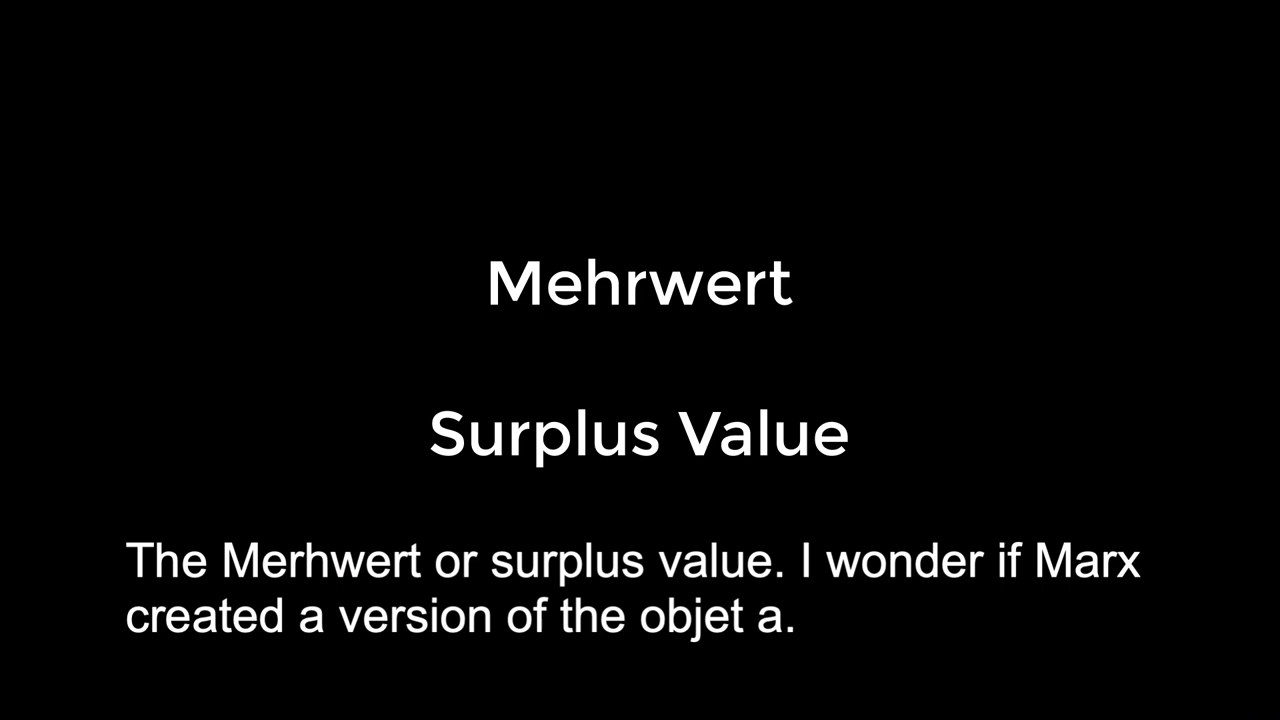 Mehrwert
Surplus Value
The Merhwert or surplus value. I wonder if Marx
created a version of the objet a.